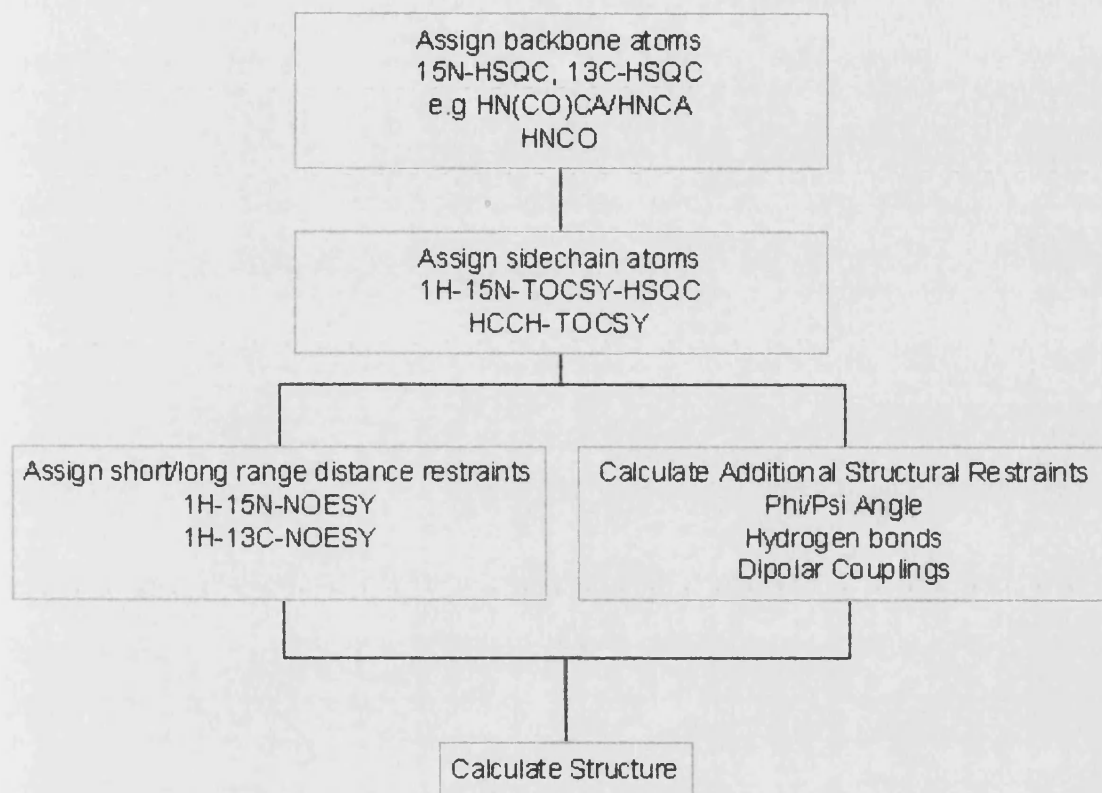 Assign backbone atoms
15N-HSQC, 13C-HSQC
e.g HN(CO)CA/HNCA
HNCO
Assign sidechain atoms
1H-15N-TOCSY-HSQC
HCCH-TOCSY
Assign short/long range distance restraints
1H-15N-NOESY
1H-13C-NOESY
Calculate Additional Structural Restraints
Phi/Psi Angle
Hydrogen bonds
Dipolar Couplings
Calculate Structure